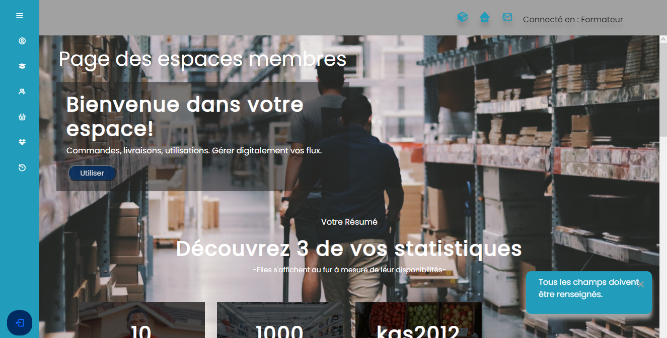 Connecté en : Formateur
Page des espaces membres
Bienvenue dans votre
espace!
Commandes, livraisons, utilisations. Gérer digitalement vos flux.
Utiliser
Votre Résumé
Découvrez 3 de vos statistiques
-Elles s'affichent au fur à mesure de leur disponibilités-
Tous les champs doivent
être renseignés.
10
1000
kas2012